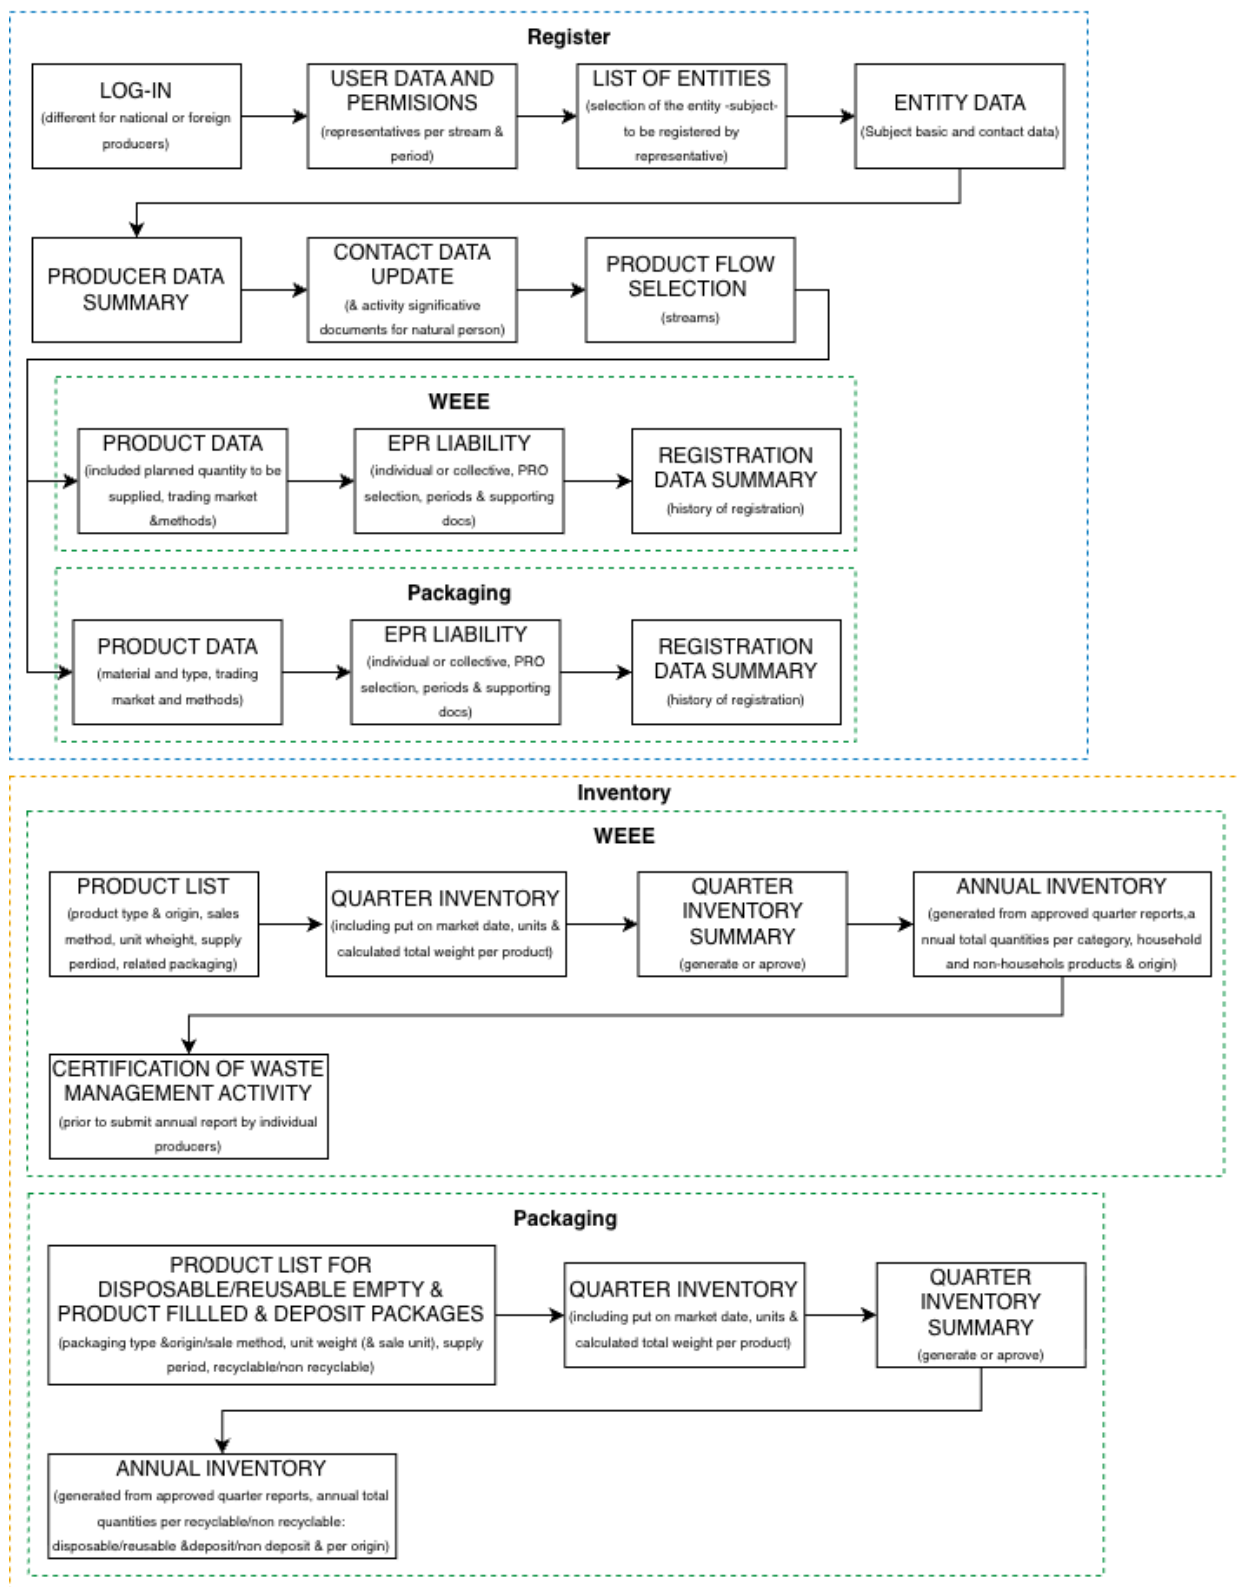 Register
LOG-IN
(different for national or foreign
producers)
USER DATA AND
PERMISIONS
(representatives per stream &
period)
LIST OF ENTITIES
(selection of the entity -subject-
to be registered by
representative)
ENTITY DATA
(Subject basic and contact data)
PRODUCER DATA
SUMMARY
CONTACT DATA
UPDATE
(& activity significative
documents for natural person)
PRODUCT FLOW
SELECTION
(streams)
WEEE
PRODUCT DATA
(included planned quantity to be
supplied, trading market
&methods)
EPR LIABILITY
(individual or collective, PRO
selection, periods & supporting
docs)
REGISTRATION
DATA SUMMARY
(history of registration)
Packaging
PRODUCT DATA
(material and type, trading
market and methods)
EPR LIABILITY
(individual or collective, PRO
selection, periods & supporting
docs)
REGISTRATION
DATA SUMMARY
(history of registration)
Inventory
WEEE
PRODUCT LIST
(product type & origin, sales
method, unit wheight, supply
perdiod, related packaging)
QUARTER INVENTORY
(including put on market date, units &
calculated total weight per product)
QUARTER
INVENTORY
SUMMARY
(generate or aprove)
ANNUAL INVENTORY
(generated from approved quarter reports,a
nnual total quantities per category, household
and non-househols products & origin)
CERTIFICATION OF WASTE
MANAGEMENT ACTIVITY
(prior to submit annual report by individual
producers)
Packaging
PRODUCT LIST FOR
DISPOSABLE/REUSABLE EMPTY &
PRODUCT FILLLED & DEPOSIT PACKAGES
(packaging type &origin/sale method, unit weight (& sale unit), supply
period, recyclable/non recyclable)
QUARTER INVENTORY
(including put on market date, units &
calculated total weight per product)
QUARTER
INVENTORY
SUMMARY
(generate or aprove)
ANNUAL INVENTORY
(generated from approved quarter reports, annual total
quantities per recyclable/non recyclable:
disposable/reusable &deposit/non deposit & per origin)